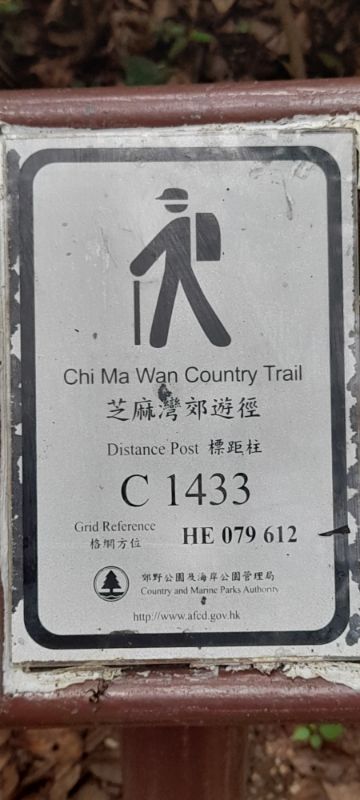 Chi Ma Wan Country Trail
芝麻灣郊遊徑
Distance Post 標距柱
C 1433
Grid Reference HE 079 612
格網方位
郊野公園及海岸公園管理局
Country and Marine Parks Authority
http://www.afcd.gov.hk